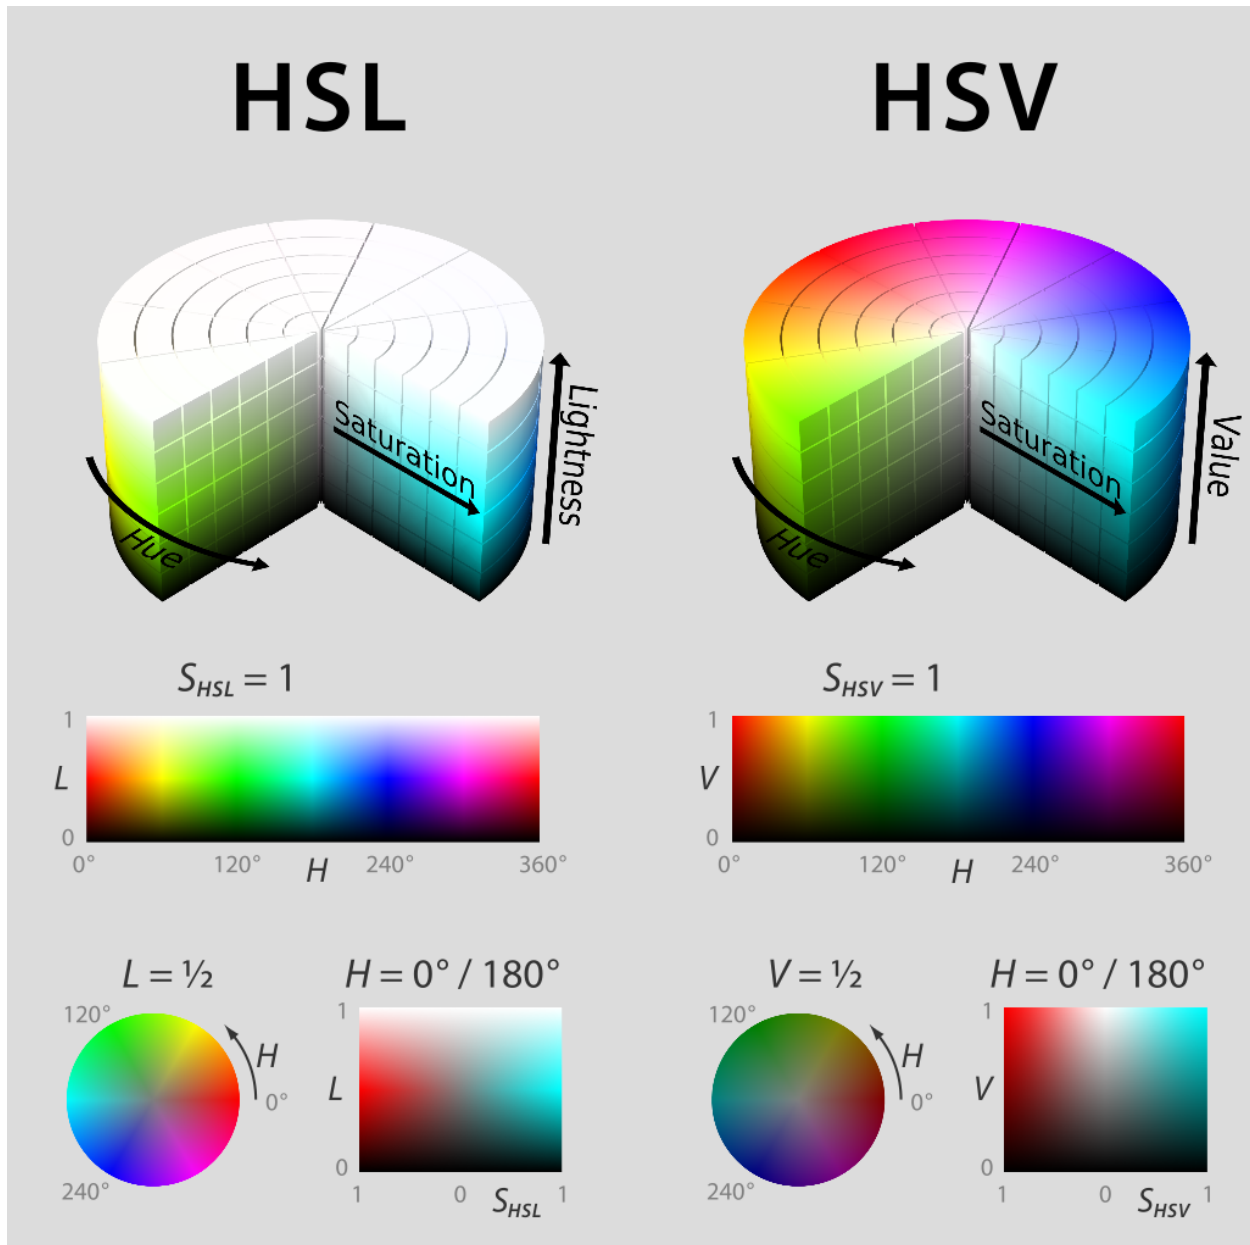 HSL
HSV
Saturation
Lightness
Hue
Saturation
Value
Hue
S_HSL = 1
S_HSV = 1
1
L
0
0° 120° 240° 360°
H
1
V
0
0° 120° 240° 360°
H
L = ½
120°
H
0°
240°
H = 0° / 180°
1
L
0
1 0 1
S_HSL
V = ½
120°
H
0°
240°
H = 0° / 180°
1
V
0
1 0 1
S_HSV